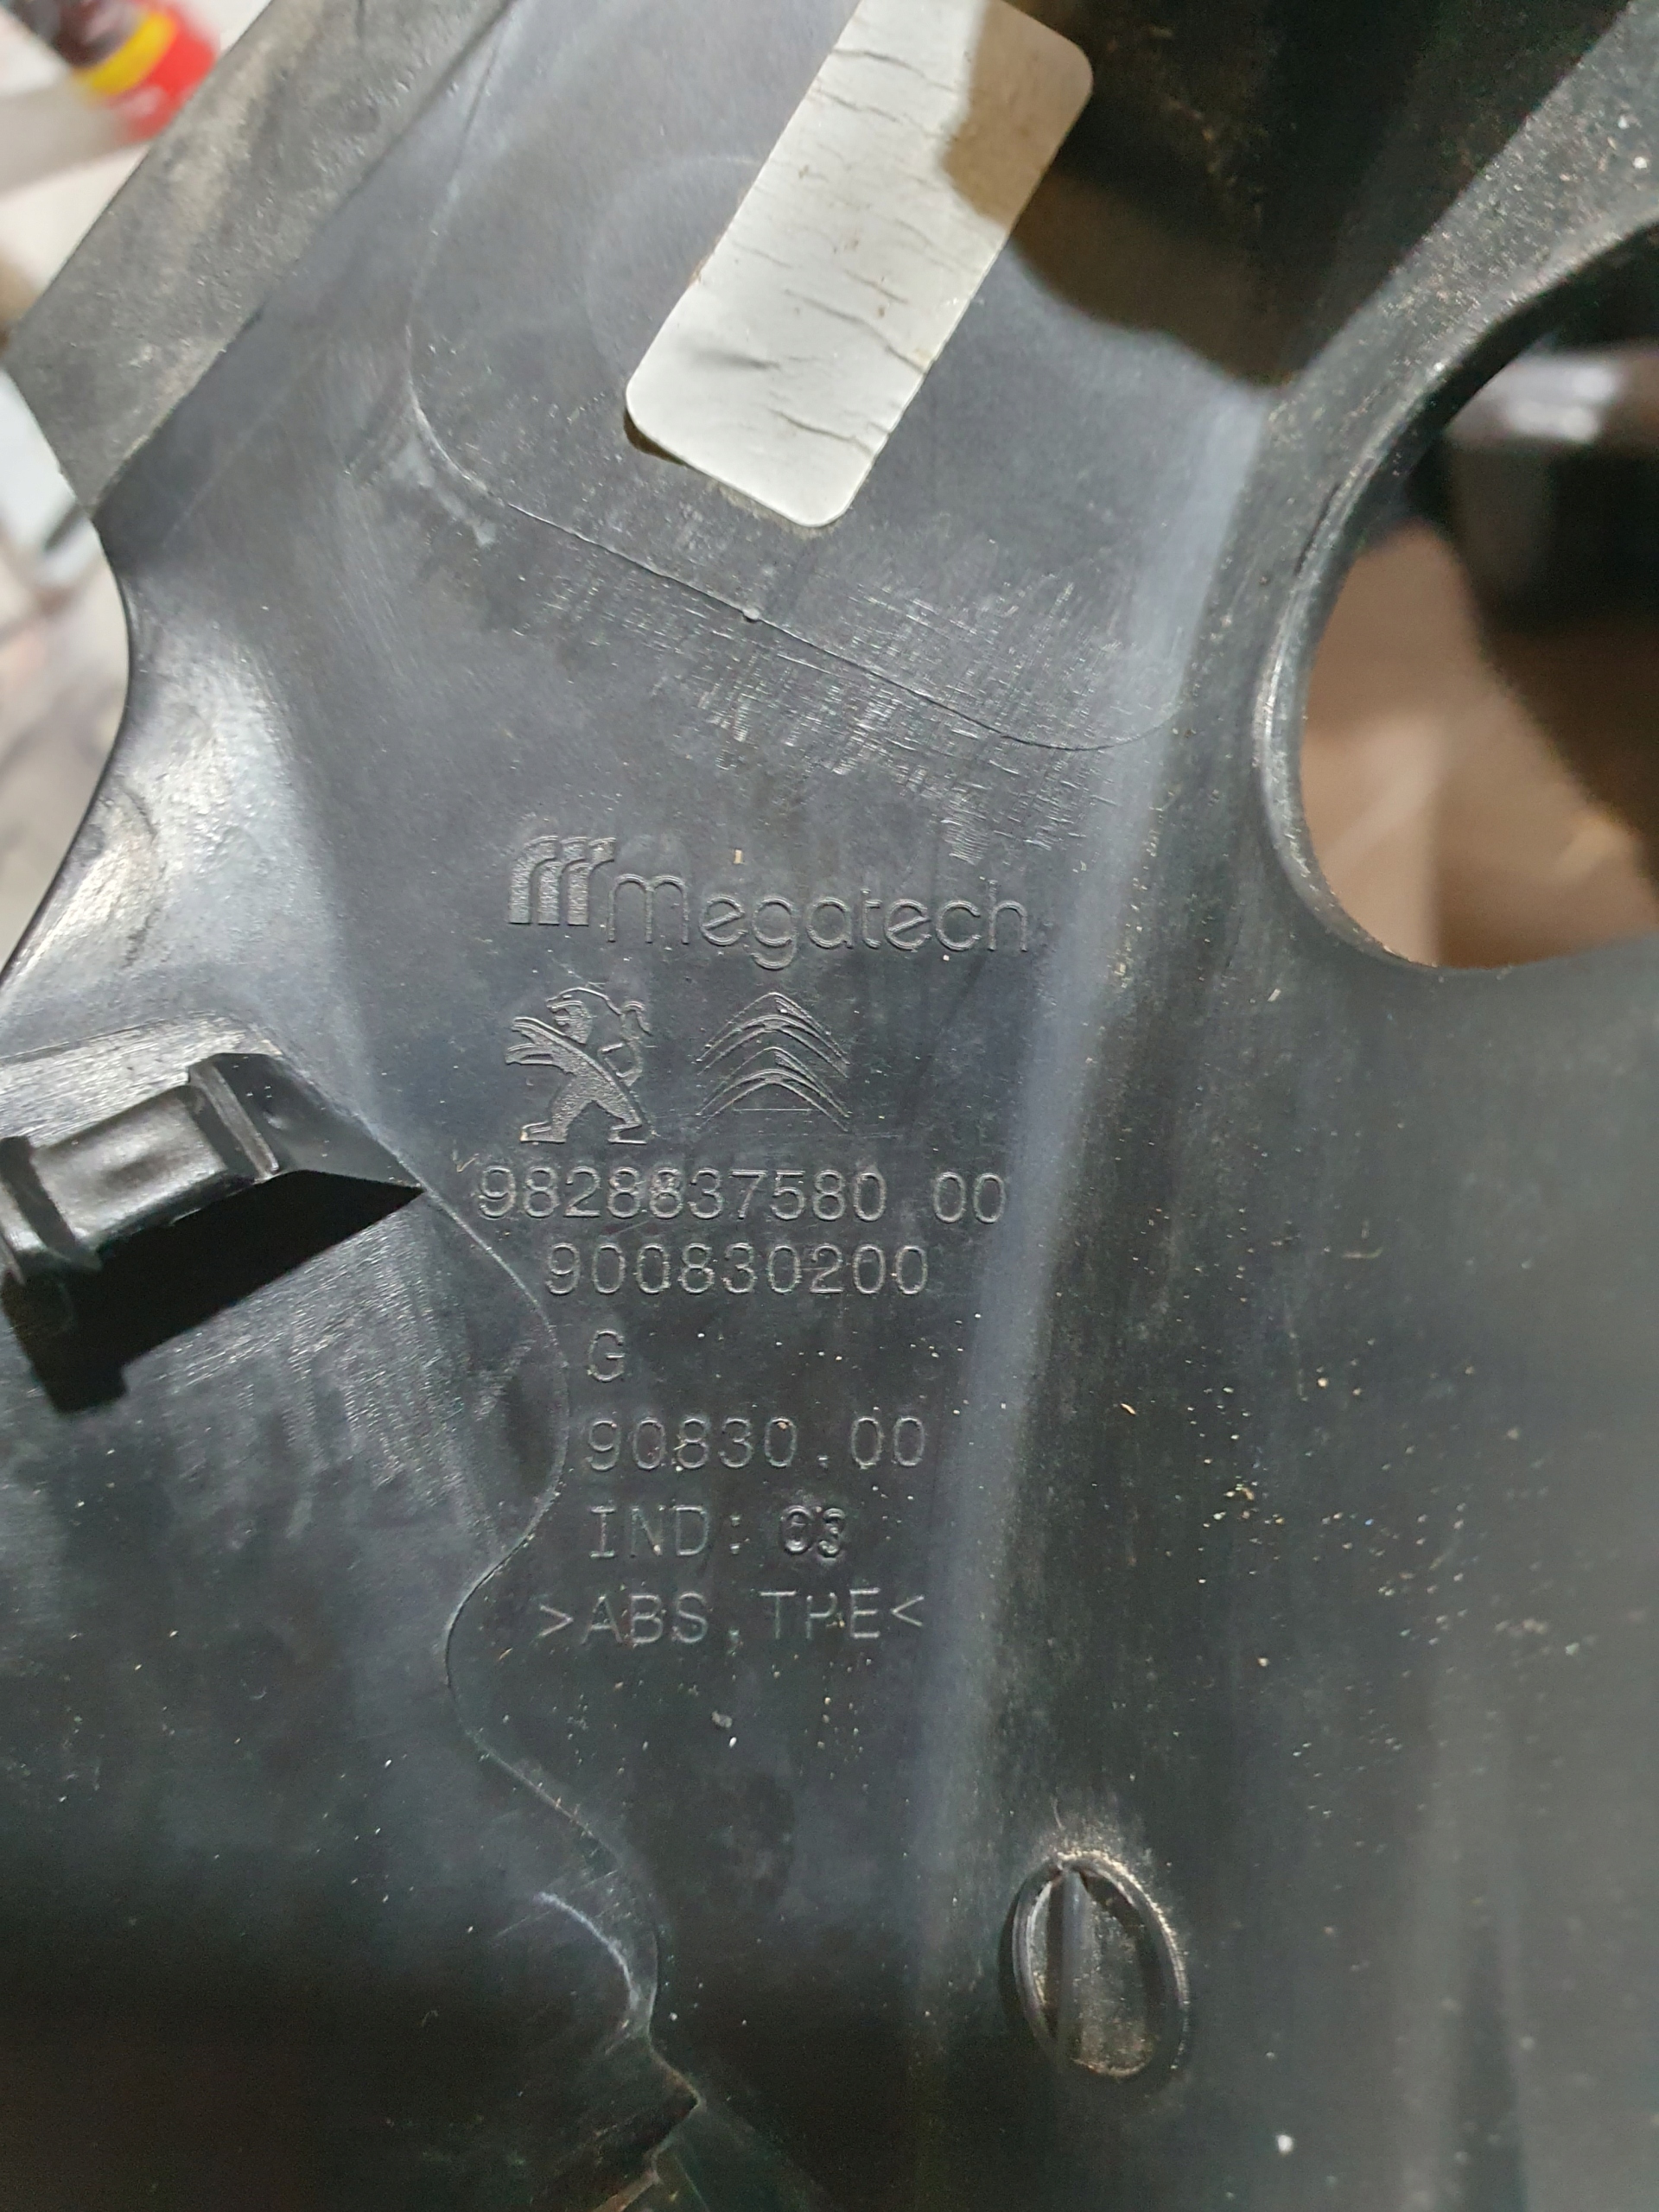 megatech
9828837580 00
900830200
G
90830.00
IND: 03
>ABS,TPE<